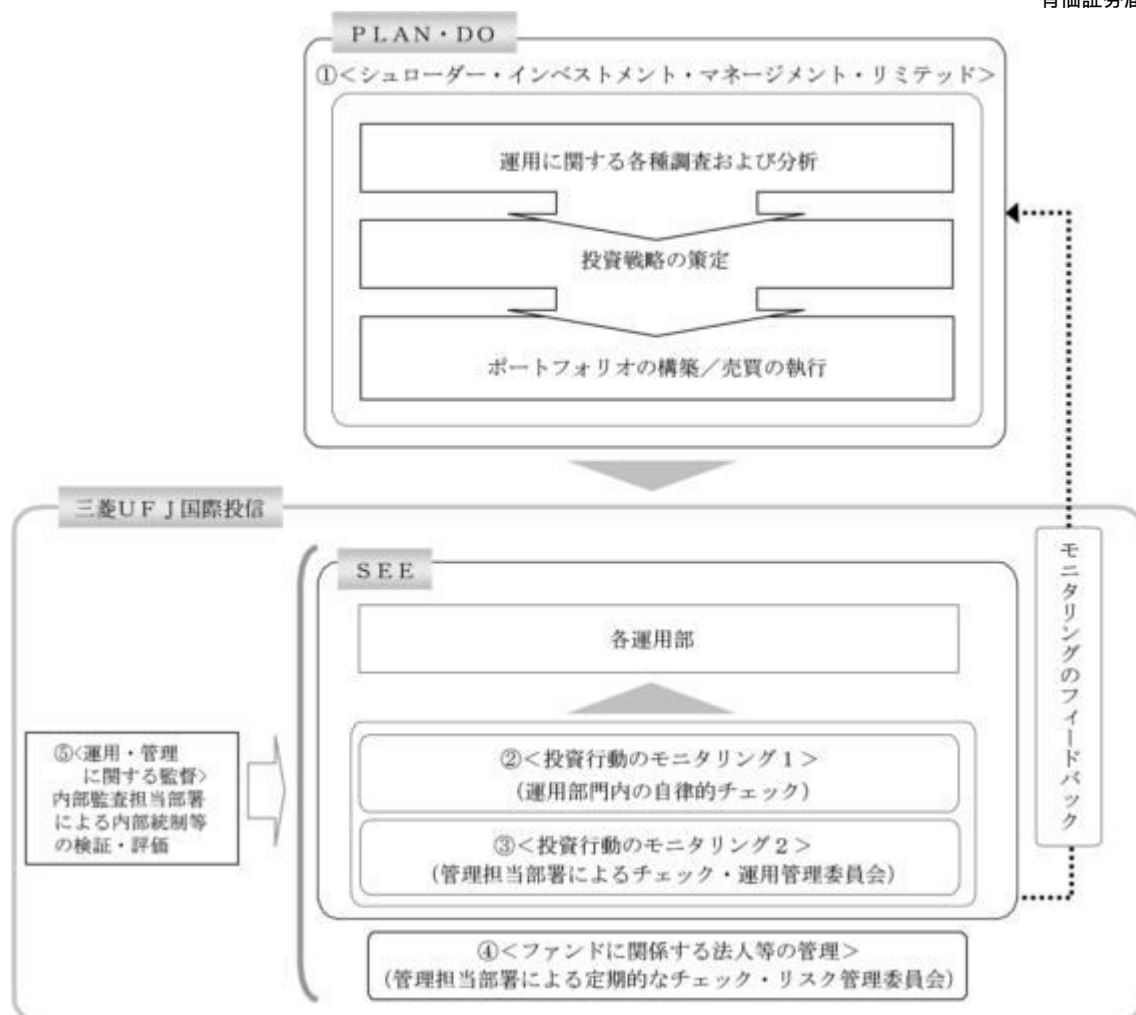 PLAN・DO
①<シュローダー・インベストメント・マネージメント・リミテッド>
運用に関する各種調査および分析
投資戦略の策定
ポートフォリオの構築／売買の執行
三菱UFJ国際投信
SEE
各運用部
②<投資行動のモニタリング1>
(運用部門内の自律的チェック)
③<投資行動のモニタリング2>
(管理担当部署によるチェック・運用管理委員会)
④<ファンドに関係する法人等の管理>
(管理担当部署による定期的なチェック・リスク管理委員会)
⑤<運用・管理
に関する監督>
内部監査担当部署
による内部統制等
の検証・評価
モニタリングのフィードバック